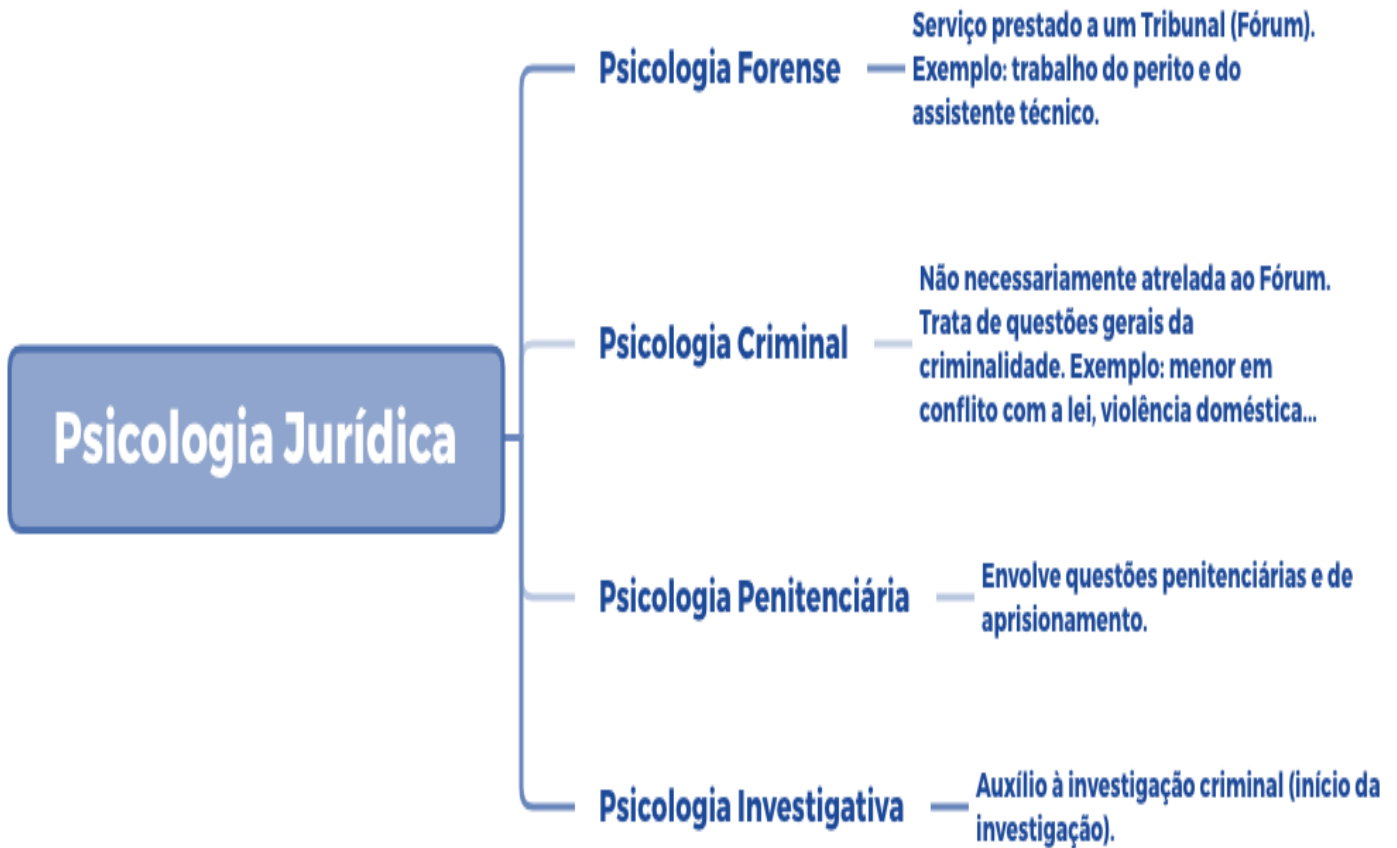 Psicologia Jurídica
Psicologia Forense
Serviço prestado a um Tribunal (Fórum).
Exemplo: trabalho do perito e do
assistente técnico.
Psicologia Criminal
Não necessariamente atrelada ao Fórum.
Trata de questões gerais da
criminalidade. Exemplo: menor em
conflito com a lei, violência doméstica...
Psicologia Penitenciária
Envolve questões penitenciárias e de
aprisionamento.
Psicologia Investigativa
Auxílio à investigação criminal (início da
investigação).